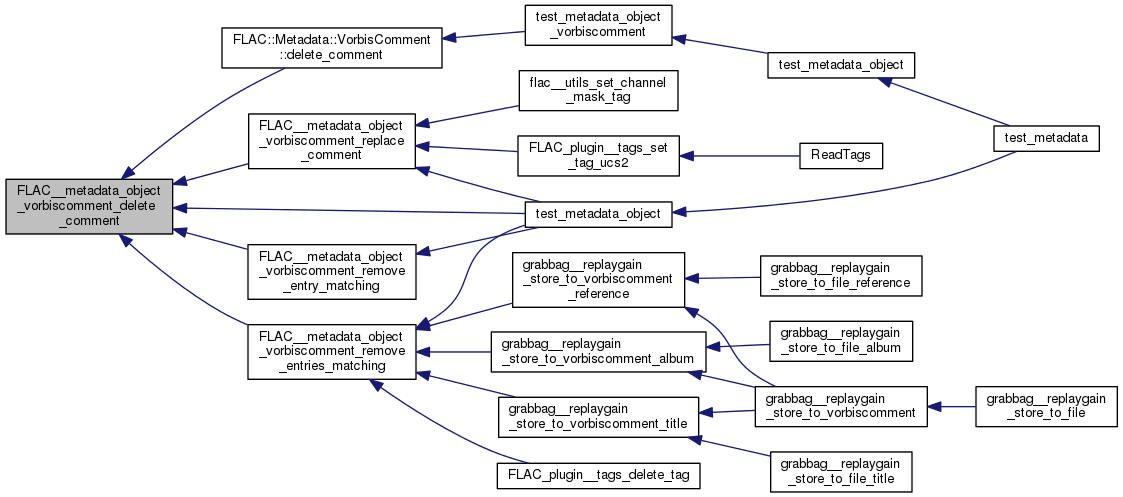 FLAC__metadata_object
_vorbiscomment_delete
_comment
FLAC::Metadata::VorbisComment
::delete_comment
FLAC__metadata_object
_vorbiscomment_replace
_comment
FLAC__metadata_object
_vorbiscomment_remove
_entry_matching
FLAC__metadata_object
_vorbiscomment_remove
_entries_matching
test_metadata_object
_vorbiscomment
flac__utils_set_channel
_mask_tag
FLAC_plugin__tags_set
_tag_ucs2
test_metadata_object
grabbag__replaygain
_store_to_vorbiscomment
_reference
grabbag__replaygain
_store_to_vorbiscomment_album
grabbag__replaygain
_store_to_vorbiscomment_title
FLAC_plugin__tags_delete_tag
test_metadata_object
ReadTags
grabbag__replaygain
_store_to_file_reference
grabbag__replaygain
_store_to_file_album
grabbag__replaygain
_store_to_vorbiscomment
grabbag__replaygain
_store_to_file_title
test_metadata
grabbag__replaygain
_store_to_file